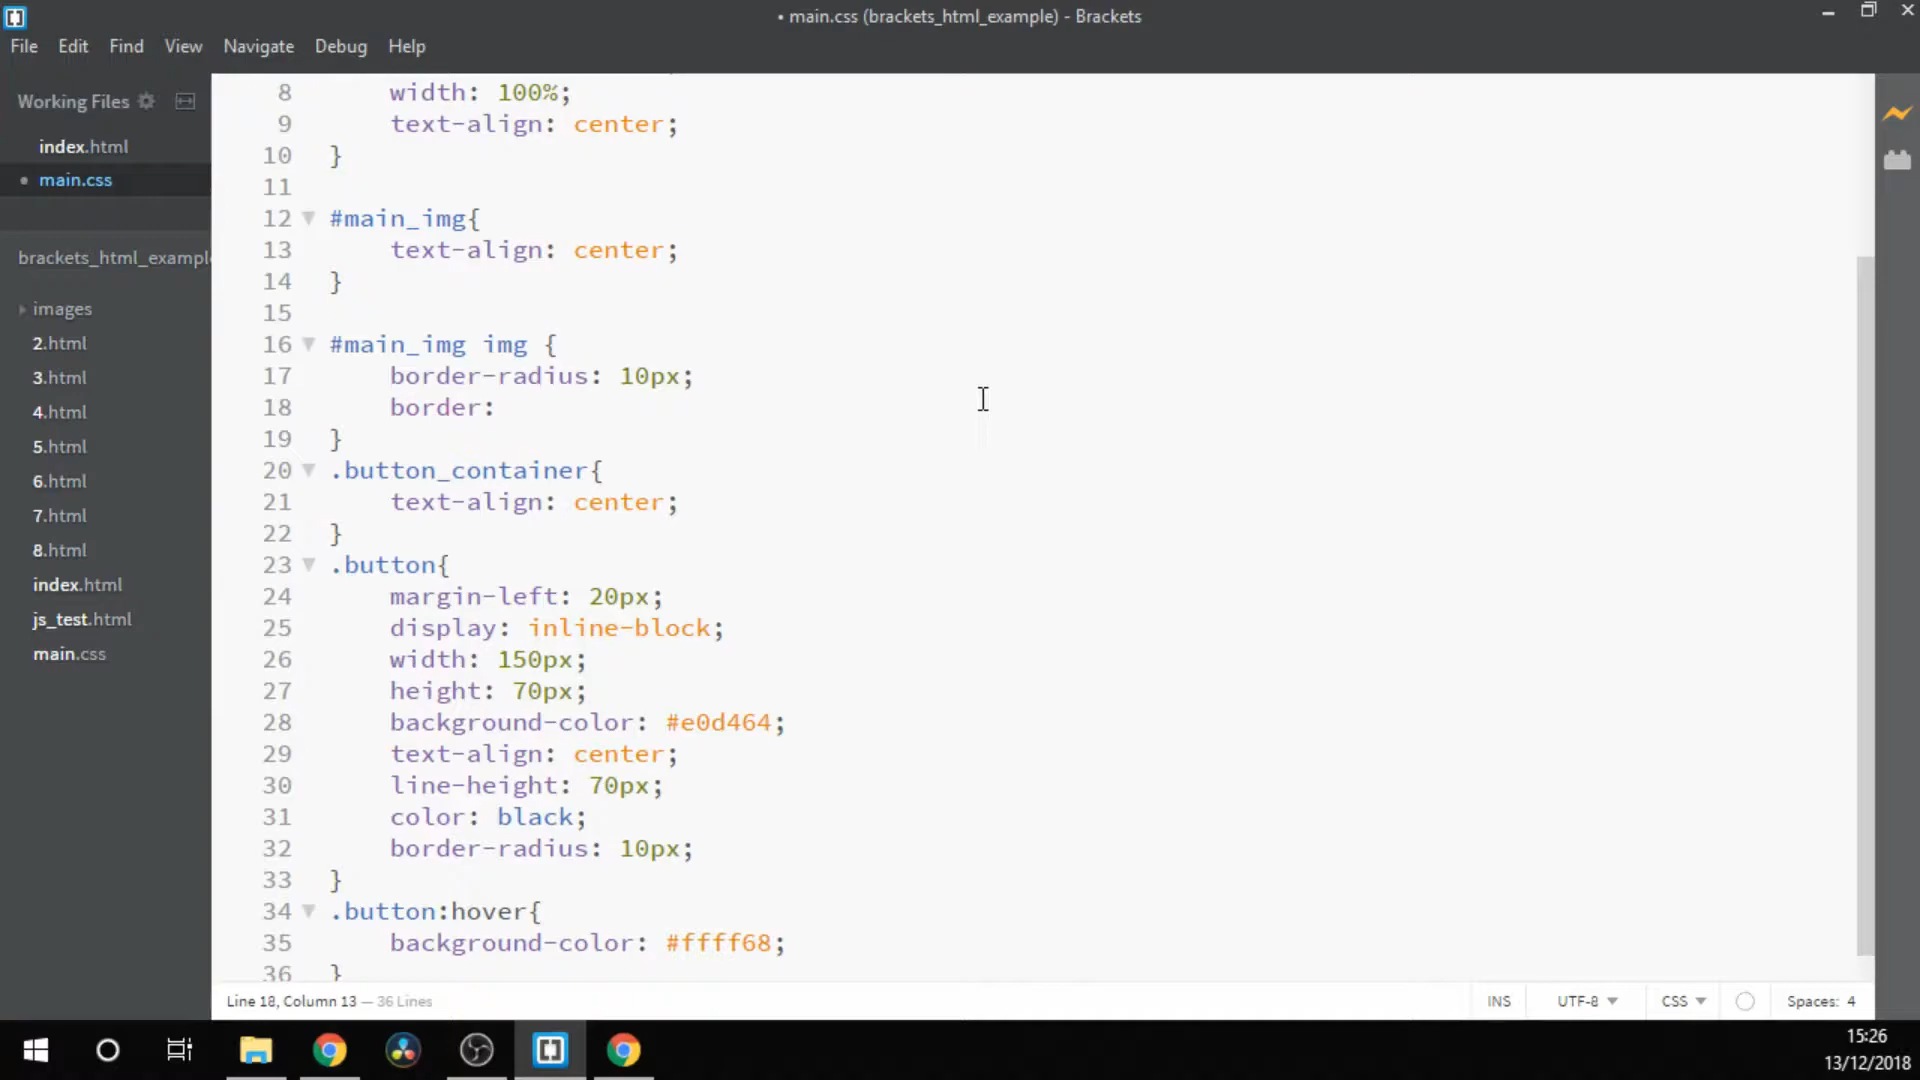 • main.css (brackets_html_example) - Brackets
File Edit Find View Navigate Debug Help
Working Files
index.html
• main.css
brackets_html_exampl
images
2.html
3.html
4.html
5.html
6.html
7.html
8.html
index.html
js_test.html
main.css
8 width: 100%;
9 text-align: center;
10 }
11
12 #main_img{
13 text-align: center;
14 }
15
16 #main_img img {
17 border-radius: 10px;
18 border:
19 }
20 .button_container{
21 text-align: center;
22 }
23 .button{
24 margin-left: 20px;
25 display: inline-block;
26 width: 150px;
27 height: 70px;
28 background-color: #e0d464;
29 text-align: center;
30 line-height: 70px;
31 color: black;
32 border-radius: 10px;
33 }
34 .button:hover{
35 background-color: #ffff68;
36 }
Line 18, Column 13 — 36 Lines
INS UTF-8 CSS Spaces: 4
15:26
13/12/2018